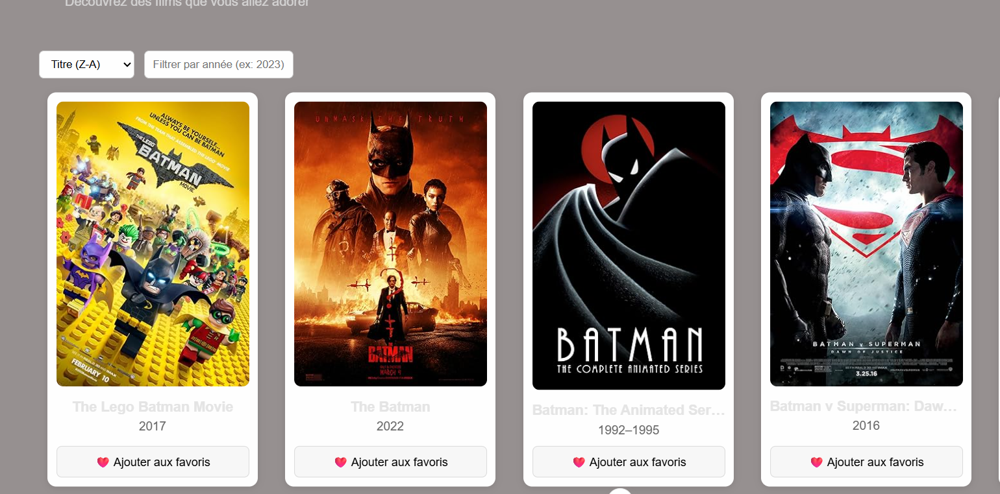 Découvrez des films que vous allez adorer
Titre (Z-A)
Filtrer par année (ex: 2023)
ALWAYS BE YOURSELF...
UNLESS YOU CAN BE BATMAN
FROM THE TEAM THAT ASSEMBLED THE LEGO MOVIE
THE LEGO
BATMAN
MOVIE
FEBRUARY 10
UNMASK THE TRUTH
THE
BATMAN
MARCH 4
BATMAN
THE COMPLETE ANIMATED SERIES
BATMAN v SUPERMAN
DAWN OF JUSTICE
3.25.16
The Lego Batman Movie
The Batman
Batman: The Animated Ser...
Batman v Superman: Daw...
2017
2022
1992–1995
2016
Ajouter aux favoris
Ajouter aux favoris
Ajouter aux favoris
Ajouter aux favoris